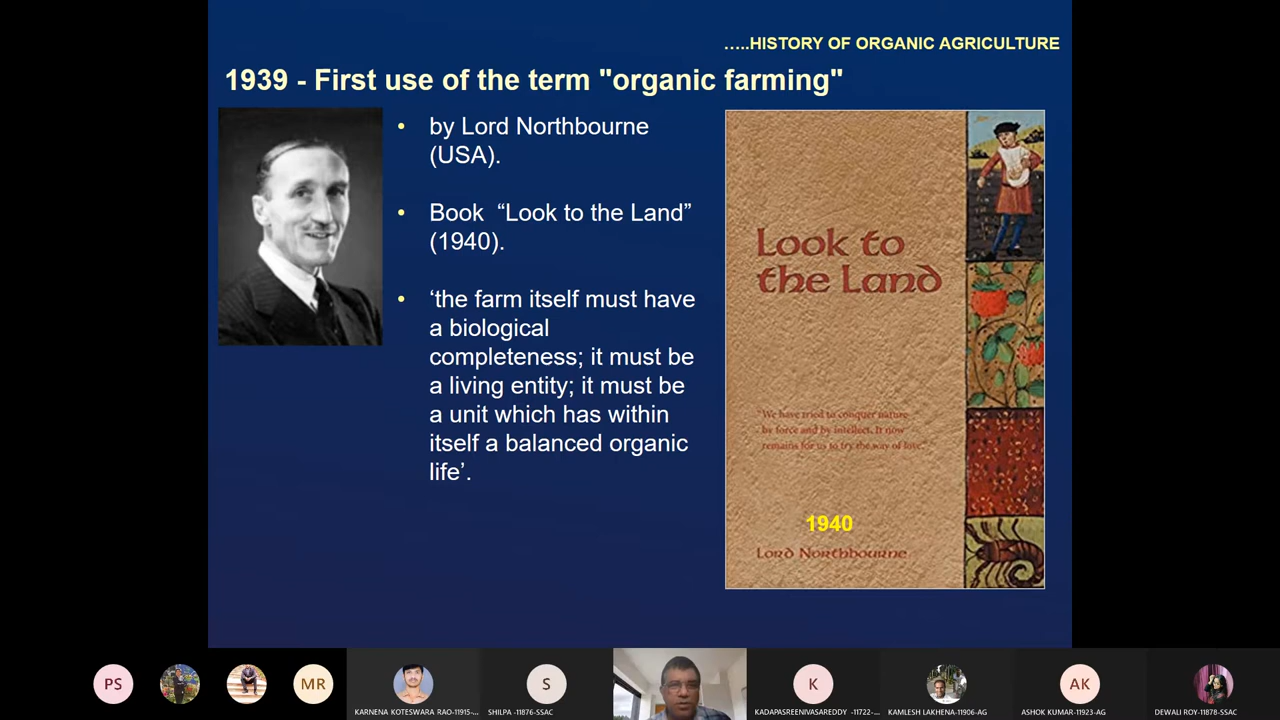 …..HISTORY OF ORGANIC AGRICULTURE
1939 - First use of the term "organic farming"
• by Lord Northbourne
(USA).
• Book “Look to the Land”
(1940).
• ‘the farm itself must have
a biological
completeness; it must be
a living entity; it must be
a unit which has within
itself a balanced organic
life’.
Look to
the Land
"We have tried to conquer nature
by force and by intellect. It now
remains for us to try the way of love."
1940
Lord Northbourne
PS
MR
KARNENA KOTESWARA RAO-11915-...
S
SHILPA -11876-SSAC
K
KADAPASREENIVASAREDDY -11722-...
KAMLESH LAKHENA-11906-AG
AK
ASHOK KUMAR-11923-AG
DEWALI ROY-11878-SSAC